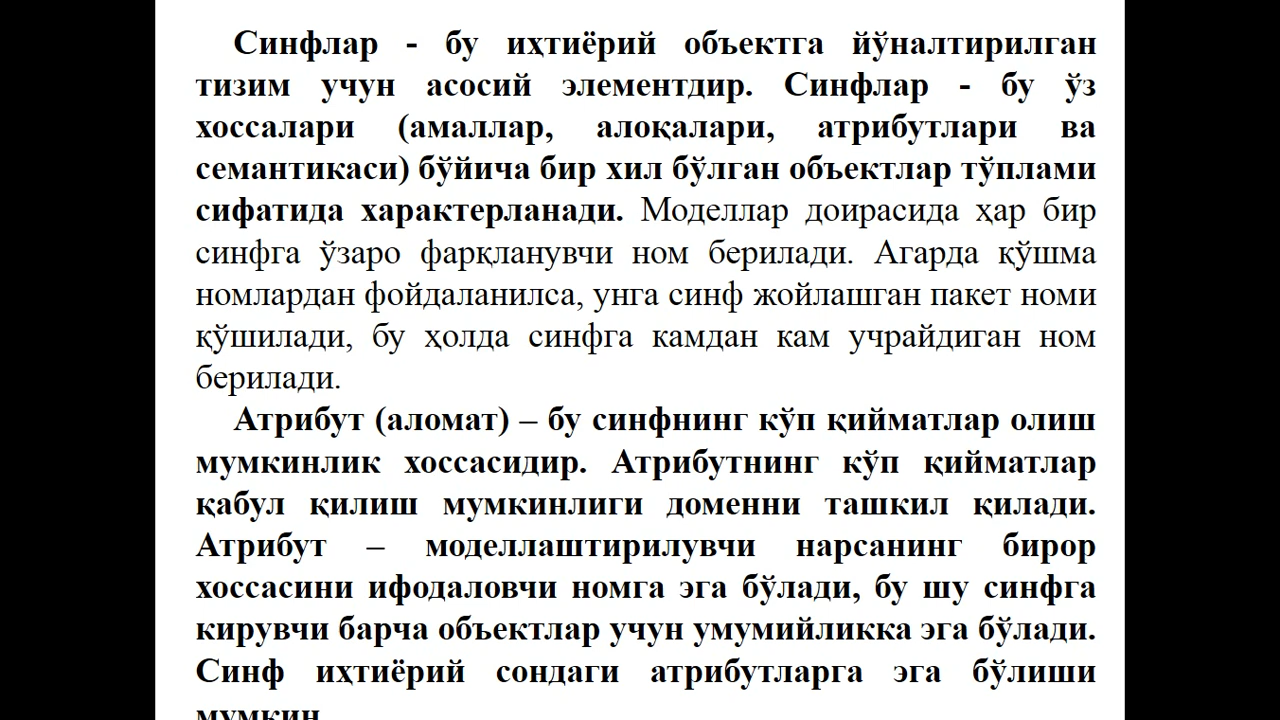 Синфлар - бу иҳтиёрий объектга йўналтирилган
тизим учун асосий элементдир. Синфлар - бу ўз
хоссалари (амаллар, алоқалари, атрибутлари ва
семантикаси) бўйича бир хил бўлган объектлар тўплами
сифатида характерланади. Моделлар доирасида ҳар бир
синфга ўзаро фарқланувчи ном берилади. Агарда қўшма
номлардан фойдаланилса, унга синф жойлашган пакет номи
қўшилади, бу ҳолда синфга камдан кам учрайдиган ном
берилади.
Атрибут (аломат) – бу синфнинг кўп қийматлар олиш
мумкинлик хоссасидир. Атрибутнинг кўп қийматлар
қабул қилиш мумкинлиги доменни ташкил қилади.
Атрибут – моделлаштирилувчи нарсанинг бирор
хоссасини ифодаловчи номга эга бўлади, бу шу синфга
кирувчи барча объектлар учун умумийликка эга бўлади.
Синф иҳтиёрий сондаги атрибутларга эга бўлиши
мумкин